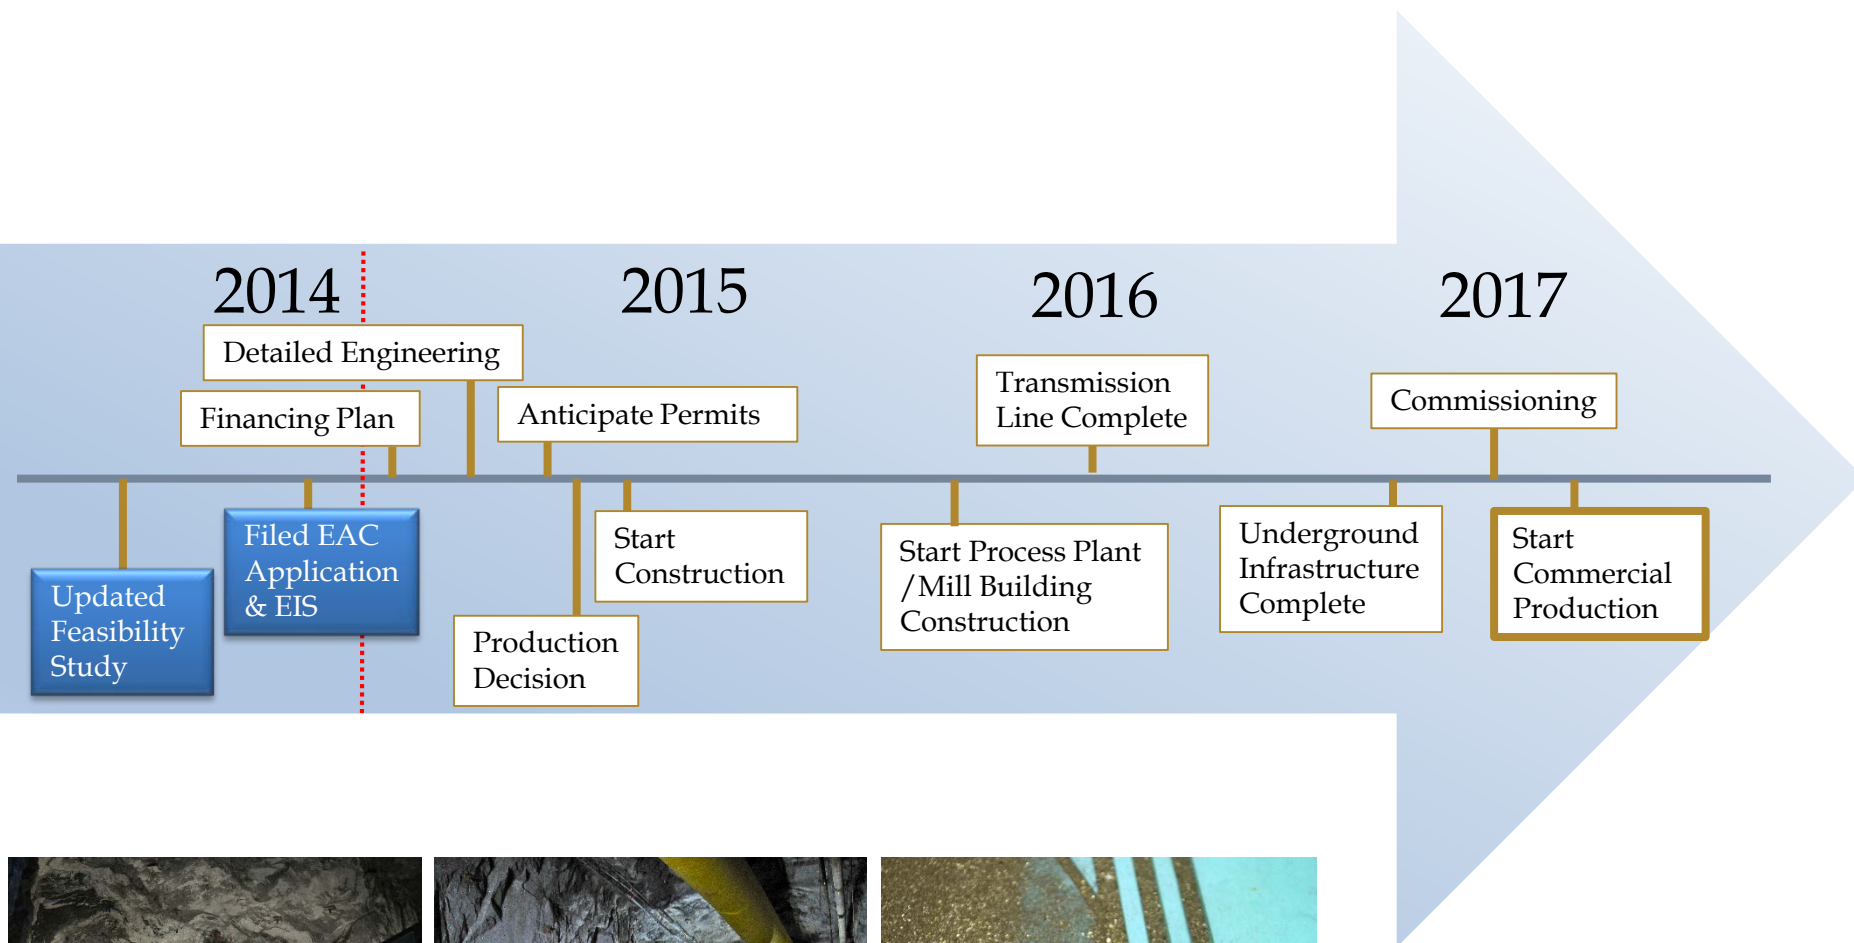 2014
2015
2016
2017
Detailed Engineering
Financing Plan
Anticipate Permits
Transmission
Line Complete
Commissioning
Updated
Feasibility
Study
Filed EAC
Application
& EIS
Production
Decision
Start
Construction
Start Process Plant
/Mill Building
Construction
Underground
Infrastructure
Complete
Start
Commercial
Production